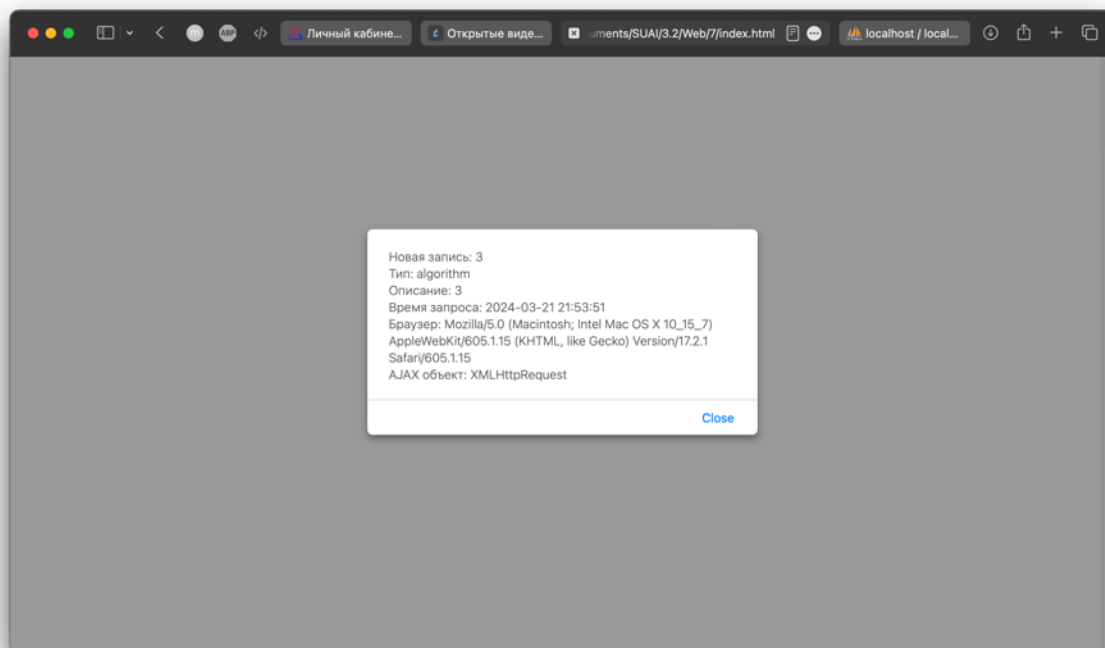 m
ABP
</>
Личный кабине...
t
Открытые виде...
uments/SUAI/3.2/Web/7/index.html
localhost / local...
Новая запись: 3
Тип: algorithm
Описание: 3
Время запроса: 2024-03-21 21:53:51
Браузер: Mozilla/5.0 (Macintosh; Intel Mac OS X 10_15_7)
AppleWebKit/605.1.15 (KHTML, like Gecko) Version/17.2.1
Safari/605.1.15
AJAX объект: XMLHttpRequest
Close